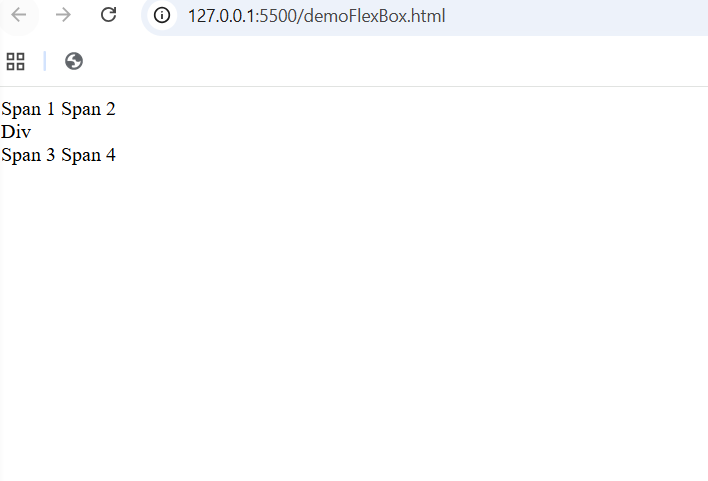 127.0.0.1:5500/demoFlexBox.html
Span 1 Span 2
Div
Span 3 Span 4